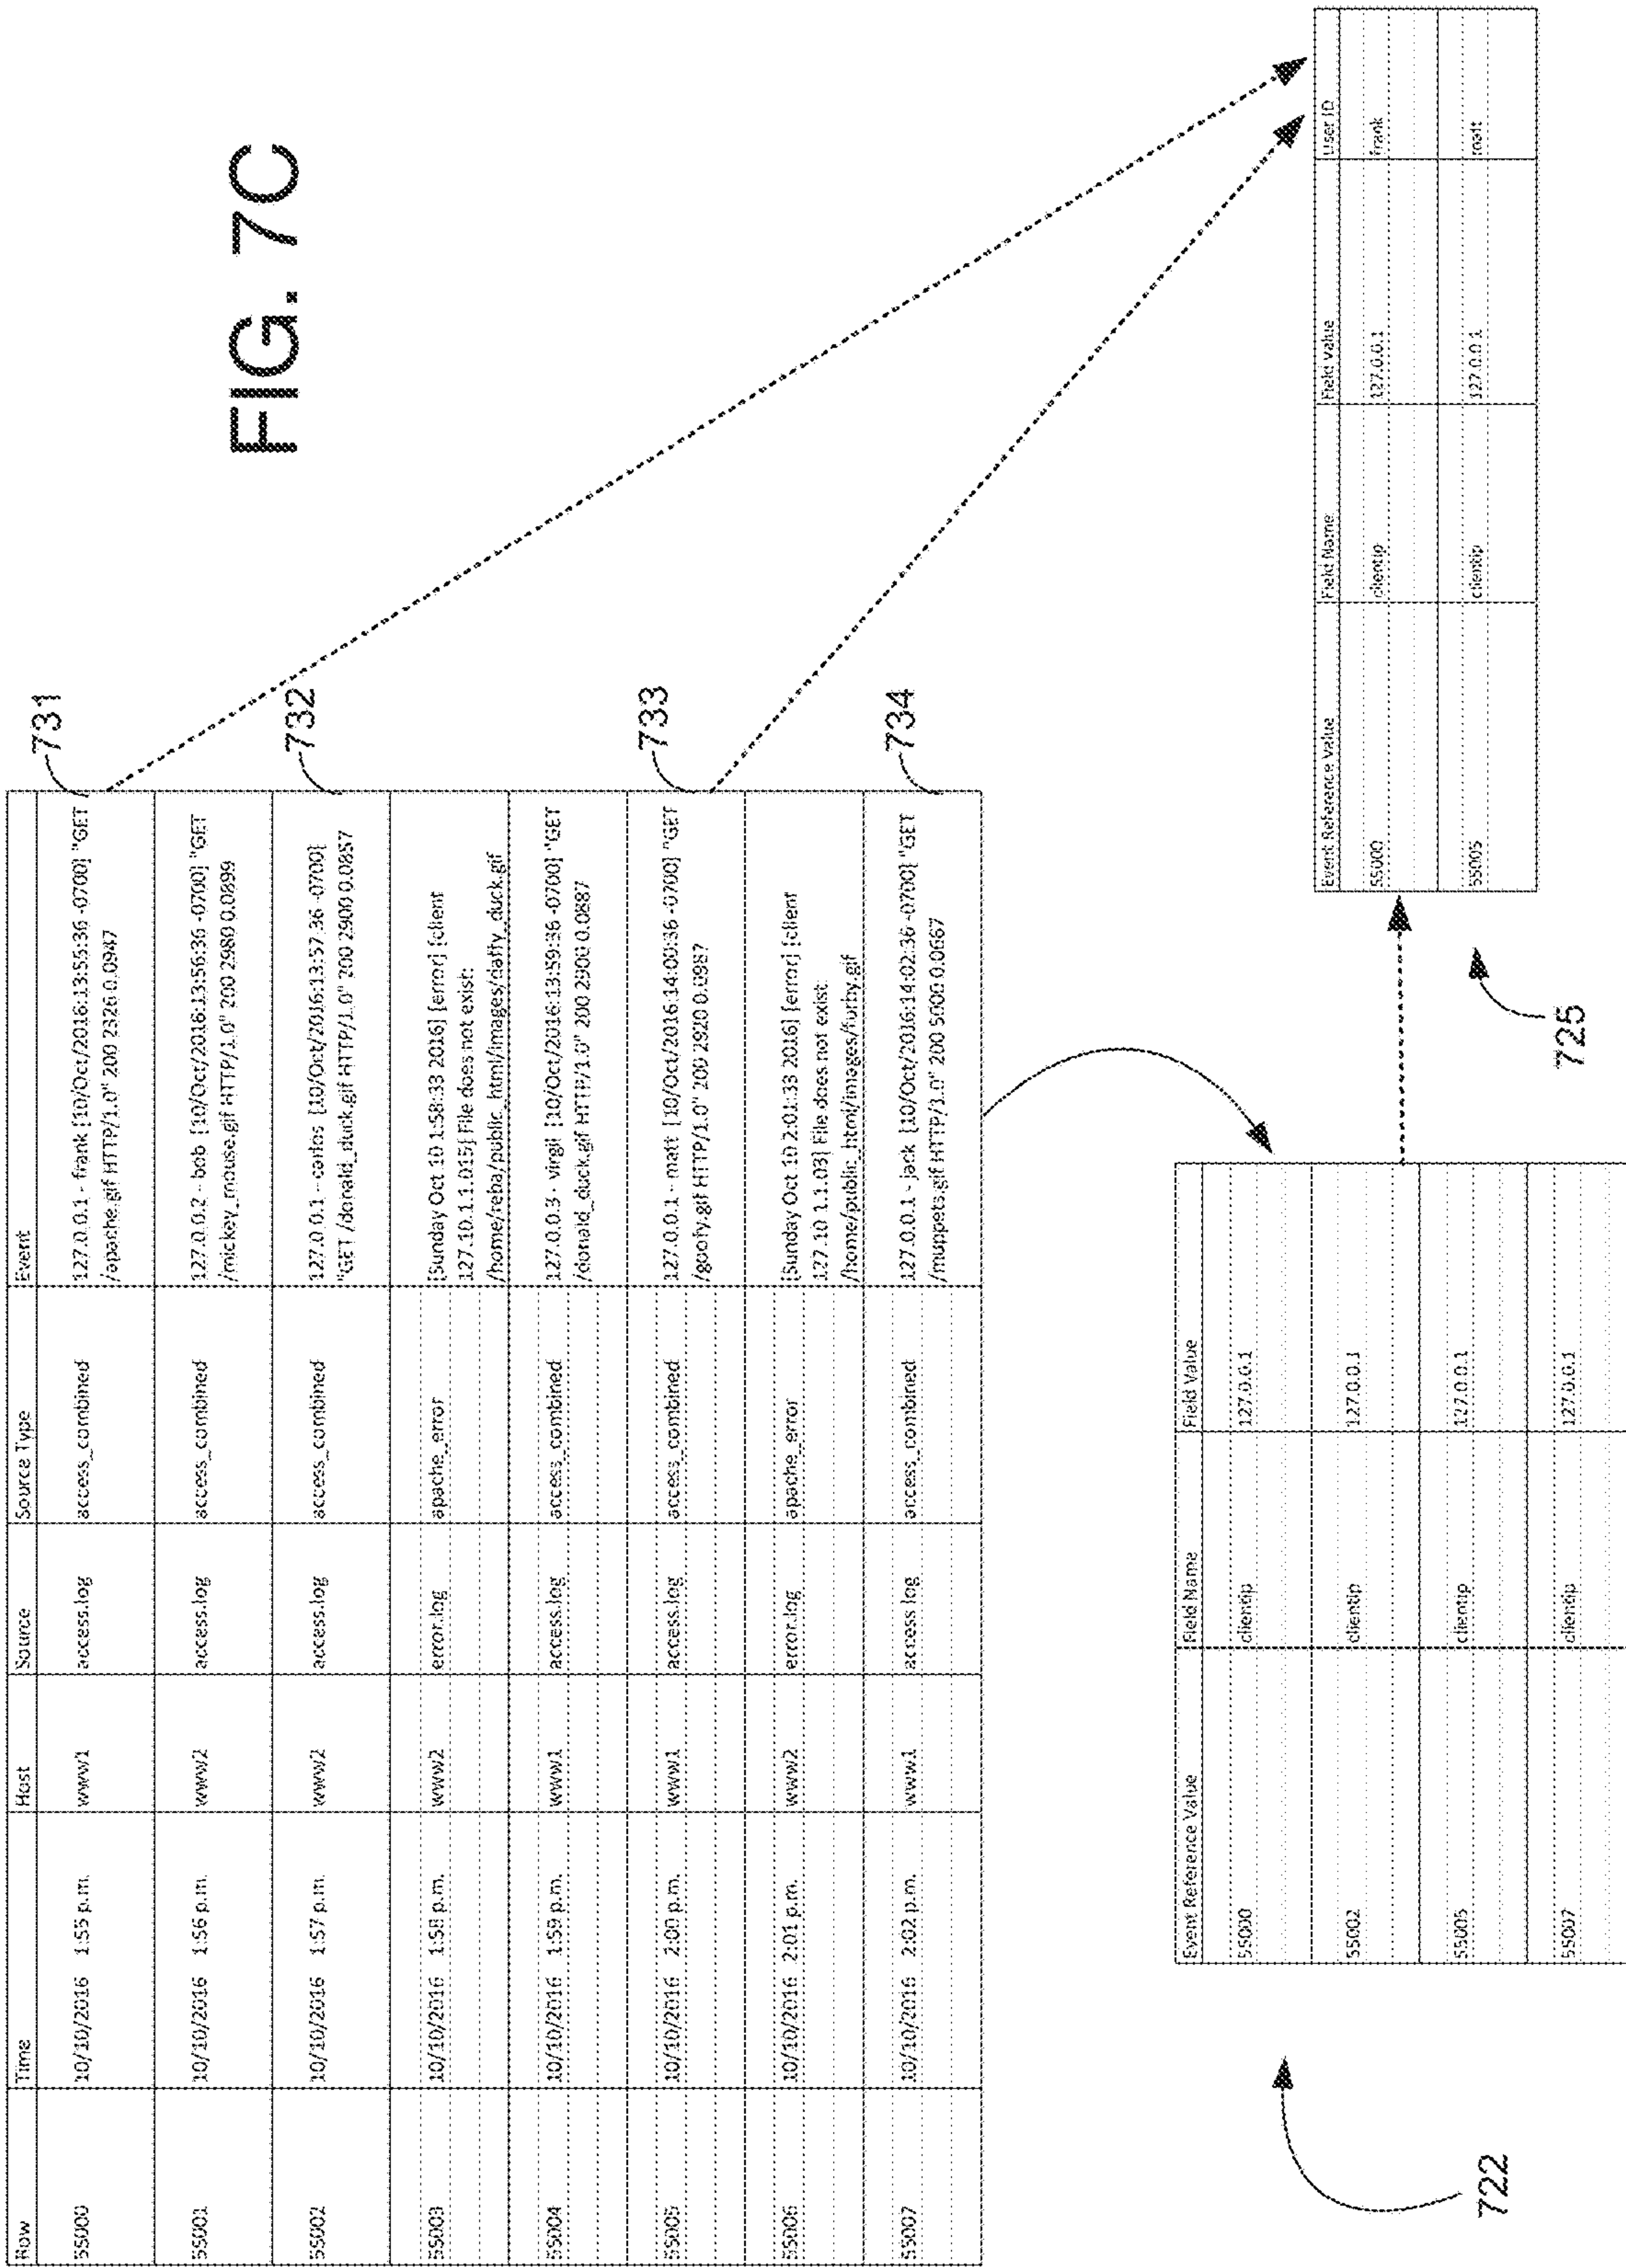 FIG. 7C
Row Time Host Source Source Type Event
55000 10/10/2016 1:55 p.m. www1 access.log access_combined 127.0.0.1 - frank [10/Oct/2016:13:55:36 -0700] "GET
/apache.gif HTTP/1.0" 200 2326 0.0947
731
55001 10/10/2016 1:56 p.m. www2 access.log access_combined 127.0.0.2 - bob [10/Oct/2016:13:56:36 -0700] "GET
/mickey_mouse.gif HTTP/1.0" 200 2980 0.0899
55002 10/10/2016 1:57 p.m. www2 access.log access_combined 127.0.0.1 - carlos [10/Oct/2016:13:57:36 -0700]
"GET /donald_duck.gif HTTP/1.0" 200 2900 0.0857
732
55003 10/10/2016 1:58 p.m. www2 error.log apache_error [Sunday Oct 10 1:58:33 2016] [error] [client
127.10.1.1.015] File does not exist:
/home/reba/public_html/images/daffy_duck.gif
55004 10/10/2016 1:59 p.m. www1 access.log access_combined 127.0.0.3 - virgil [10/Oct/2016:13:59:36 -0700] "GET
/donald_duck.gif HTTP/1.0" 200 2900 0.0887
55005 10/10/2016 2:00 p.m. www1 access.log access_combined 127.0.0.1 - matt [10/Oct/2016:14:00:36 -0700] "GET
/goofy.gif HTTP/1.0" 200 2920 0.0987
733
55006 10/10/2016 2:01 p.m. www2 error.log apache_error [Sunday Oct 10 2:01:33 2016] [error] [client
127.10.1.1.03] File does not exist:
/home/public_html/images/furby.gif
55007 10/10/2016 2:02 p.m. www1 access.log access_combined 127.0.0.1 - jack [10/Oct/2016:14:02:36 -0700] "GET
/muppets.gif HTTP/1.0" 200 5000 0.0667
734
Event Reference Value Field Name Field Value
55000 clientip 127.0.0.1
55002 clientip 127.0.0.1
55005 clientip 127.0.0.1
55007 clientip 127.0.0.1
722
Event Reference Value Field Name Field Value User ID
55000 clientip 127.0.0.1 frank
55005 clientip 127.0.0.1 matt
725